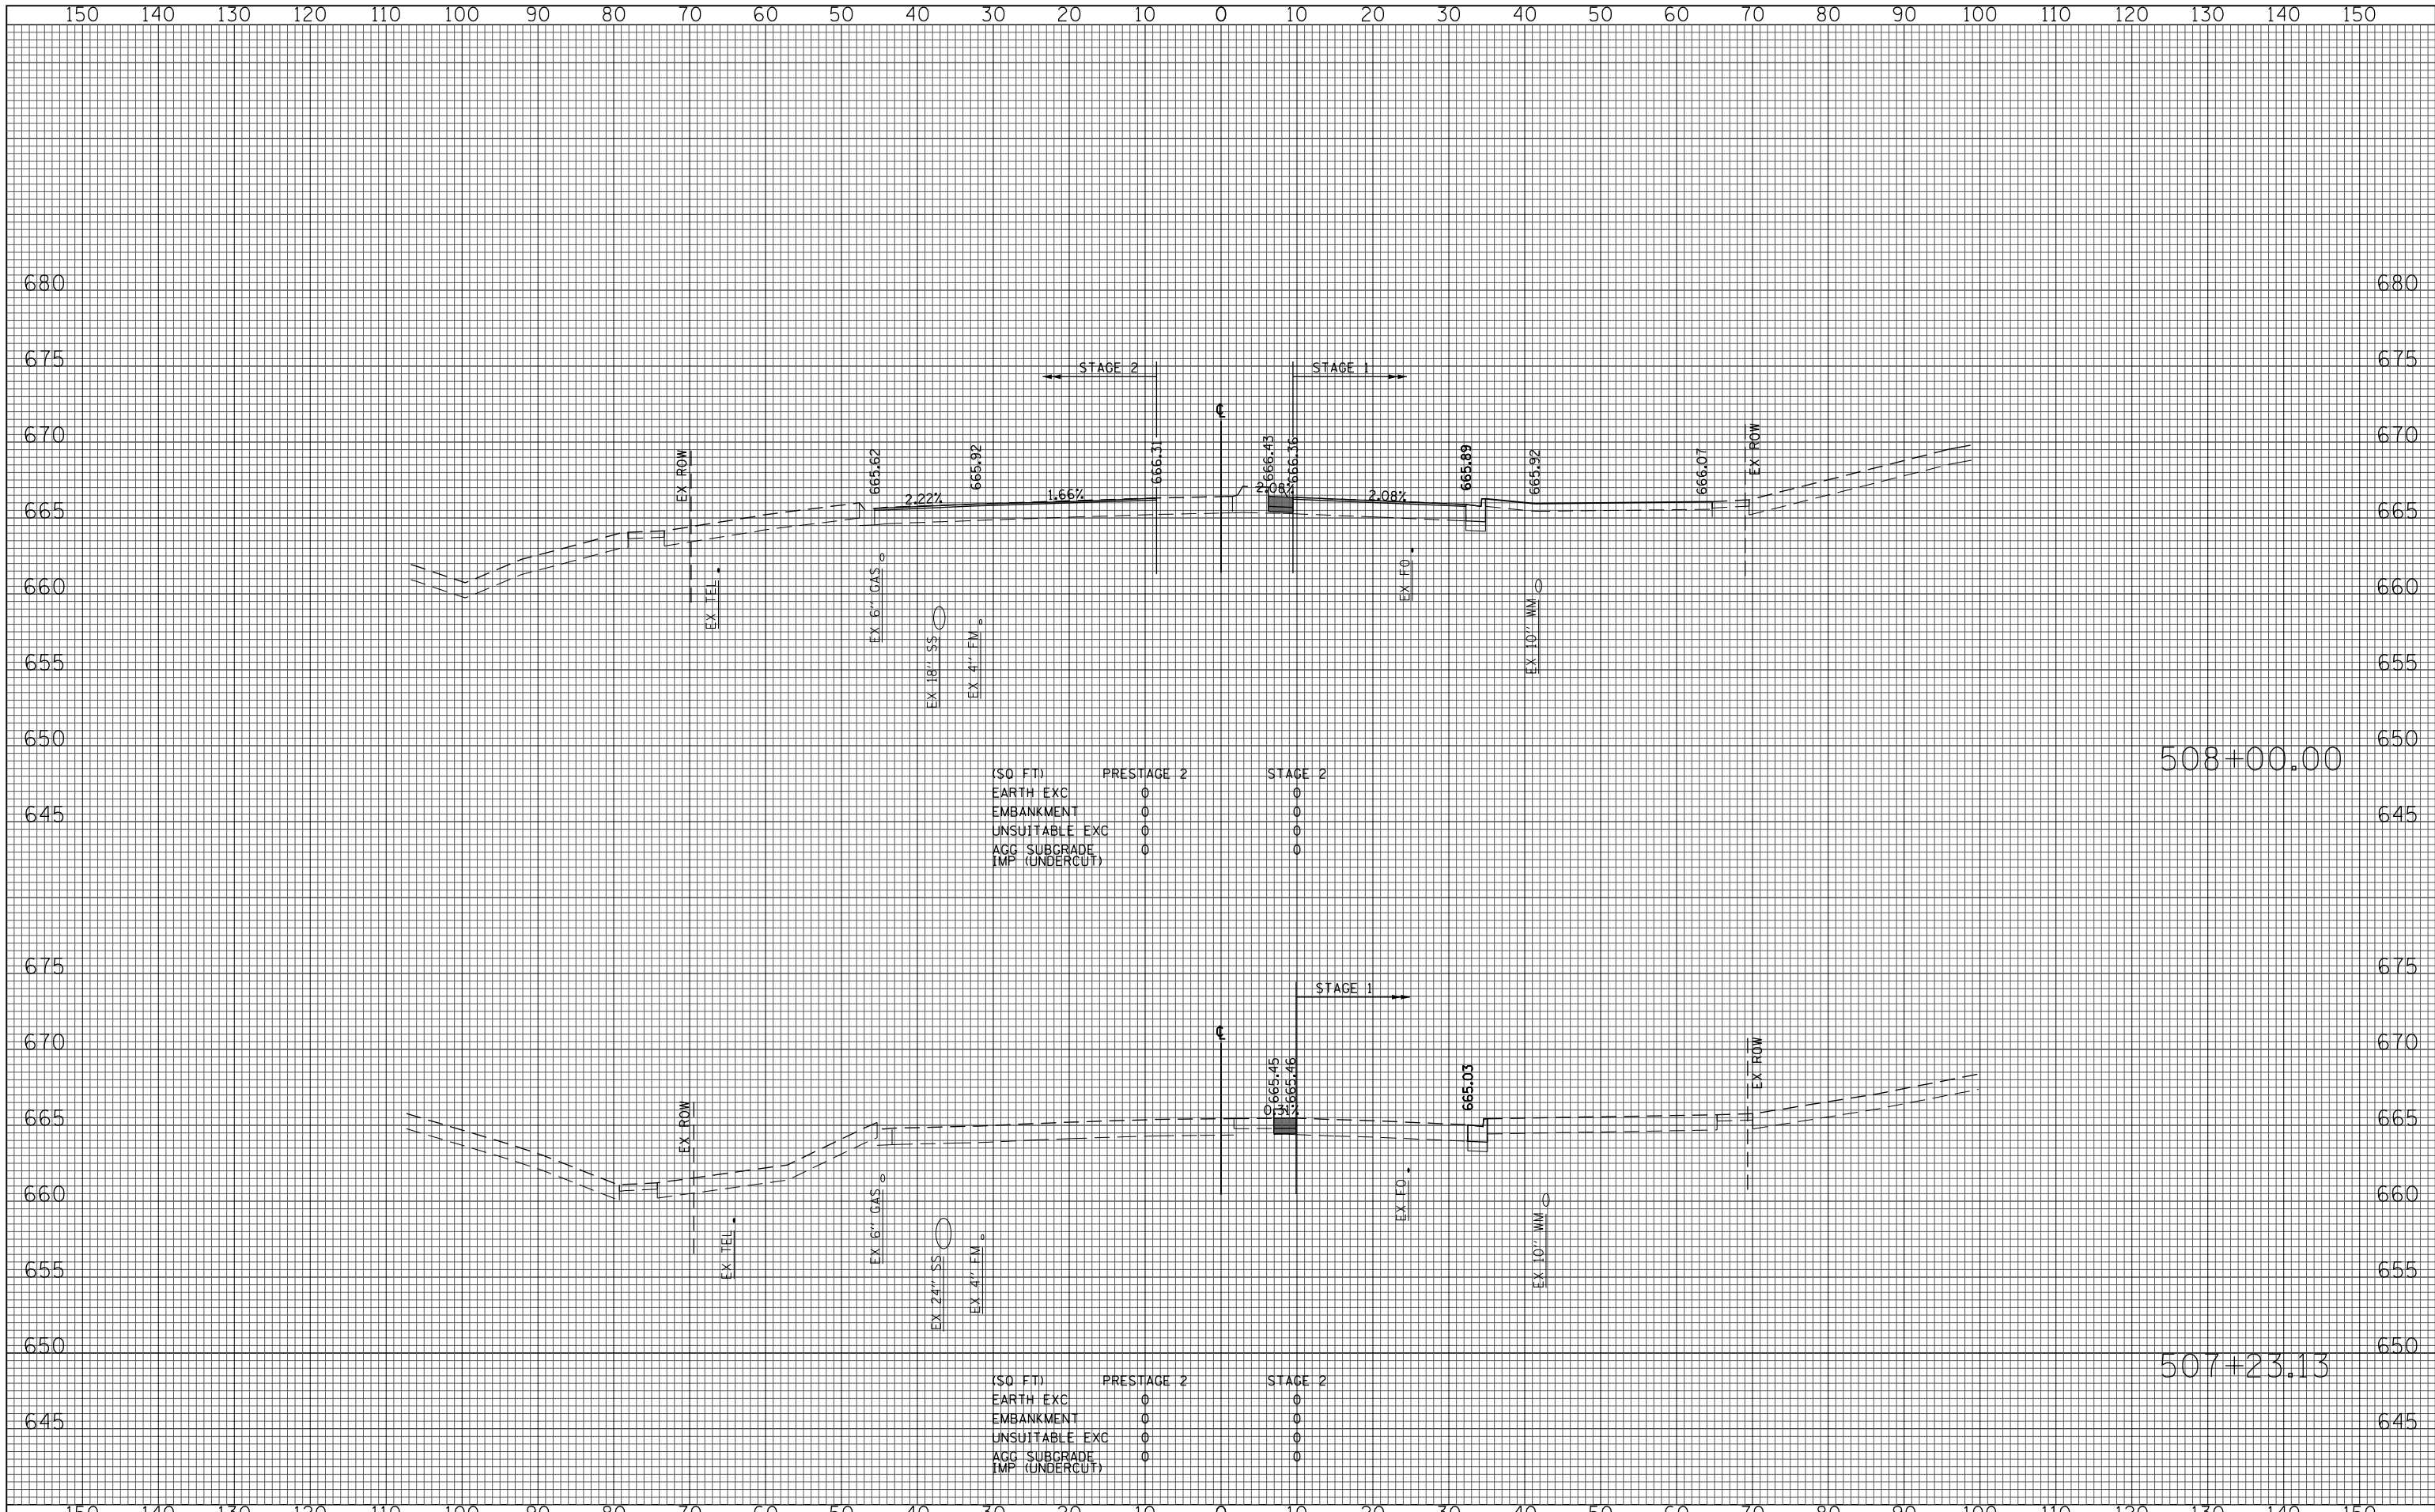 150 140 130 120 110 100 90 80 70 60 50 40 30 20 10 0 10 20 30 40 50 60 70 80 90 100 110 120 130 140 150
680 680
675 STAGE 2 STAGE 1 675
℄
670 670
EX ROW 665.62 665.92 666.31 666.43 666.36 665.89 665.92 666.07 EX ROW
2.22% 1.66% 2.08% 2.08%
665 665
660 660
EX TEL
EX 6'' GAS
EX 18'' SS
EX 4'' FM
EX FO
EX 10'' WM
655 655
650 650
508+00.00
(SQ FT) PRESTAGE 2 STAGE 2
EARTH EXC 0 0
645 EMBANKMENT 0 0 645
UNSUITABLE EXC 0 0
AGG SUBGRADE 0 0
IMP (UNDERCUT)
675 675
STAGE 1
℄
670 670
EX ROW 665.45 665.46 665.03 EX ROW
0.31%
665 665
660 660
EX TEL
EX 6'' GAS
EX 24'' SS
EX 4'' FM
EX FO
EX 10'' WM
655 655
650 650
507+23.13
(SQ FT) PRESTAGE 2 STAGE 2
EARTH EXC 0 0
645 EMBANKMENT 0 0 645
UNSUITABLE EXC 0 0
AGG SUBGRADE 0 0
IMP (UNDERCUT)
150 140 130 120 110 100 90 80 70 60 50 40 30 20 10 0 10 20 30 40 50 60 70 80 90 100 110 120 130 140 150